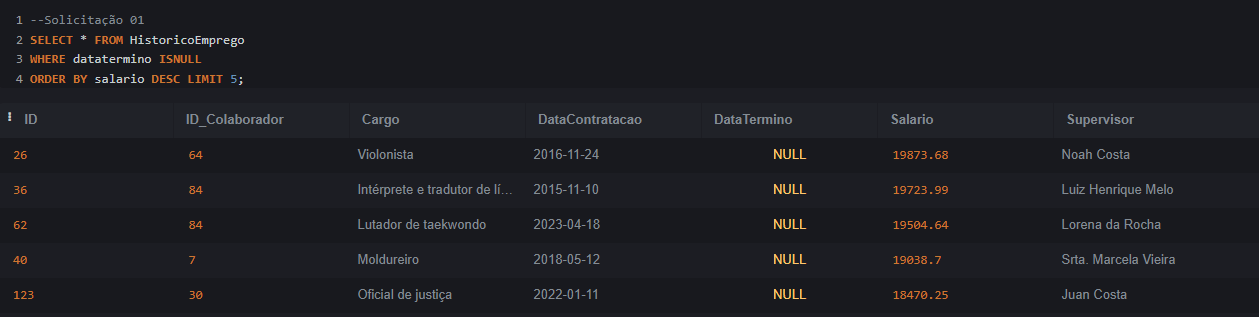 1 --Solicitação 01
2 SELECT * FROM HistoricoEmprego
3 WHERE datatermino ISNULL
4 ORDER BY salario DESC LIMIT 5;
ID ID_Colaborador Cargo DataContratacao DataTermino Salario Supervisor
26 64 Violonista 2016-11-24 NULL 19873.68 Noah Costa
36 84 Intérprete e tradutor de lí... 2015-11-10 NULL 19723.99 Luiz Henrique Melo
62 84 Lutador de taekwondo 2023-04-18 NULL 19504.64 Lorena da Rocha
40 7 Moldureiro 2018-05-12 NULL 19038.7 Srta. Marcela Vieira
123 30 Oficial de justiça 2022-01-11 NULL 18470.25 Juan Costa